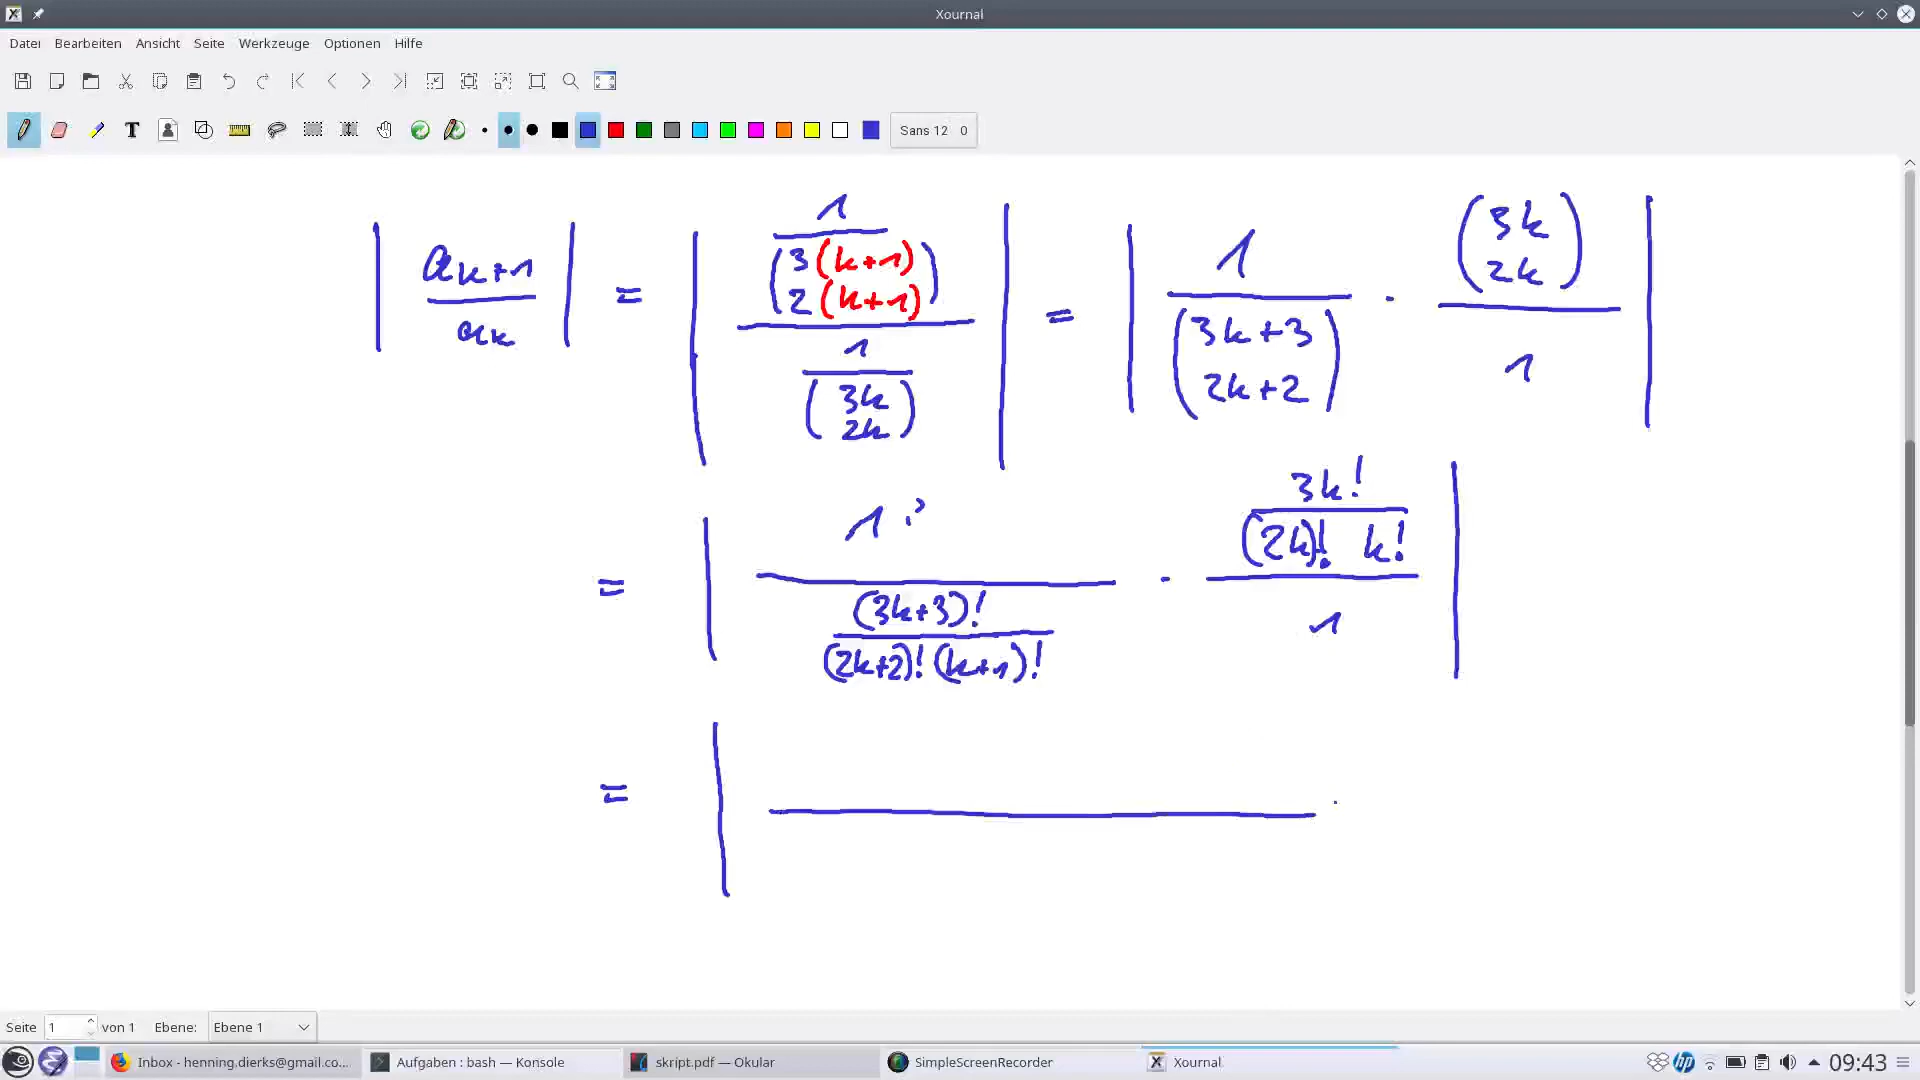 Xournal
Datei Bearbeiten Ansicht Seite Werkzeuge Optionen Hilfe
T Sans 12 0
| a_{k+1} / a_k | = | (1 / (3(k+1) über 2(k+1))) / (1 / (3k über 2k)) | = | 1 / (3k+3 über 2k+2) · (3k über 2k) / 1 |
= | 1 / ((3k+3)! / ((2k+2)! (k+1)!)) · (3k! / ((2k)! k!)) / 1 |
= |
Seite 1 von 1 Ebene: Ebene 1
Inbox - henning.dierks@gmail.co... Aufgaben : bash — Konsole skript.pdf — Okular SimpleScreenRecorder Xournal hp 09:43